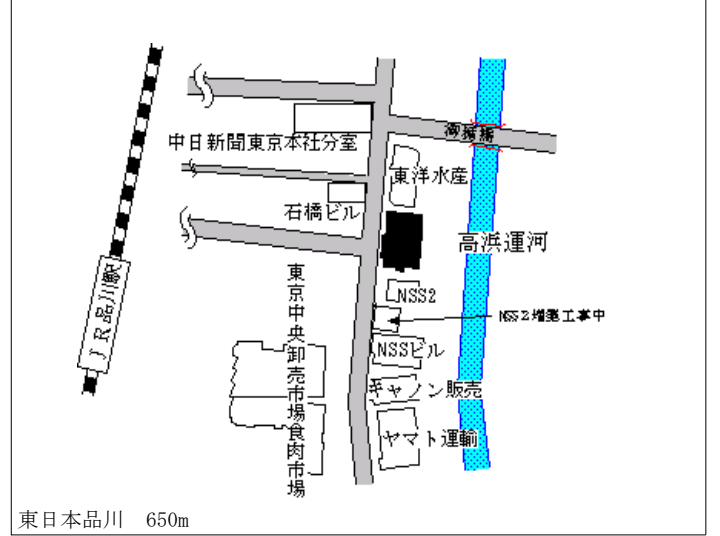 御楯橋
中日新聞東京本社分室
東洋水産
石橋ビル
高浜運河
東京中央卸売市場食肉市場
NSS2
NSS2増築工事中
JR品川駅
NSSビル
キャノン販売
ヤマト運輸
東日本品川 650m